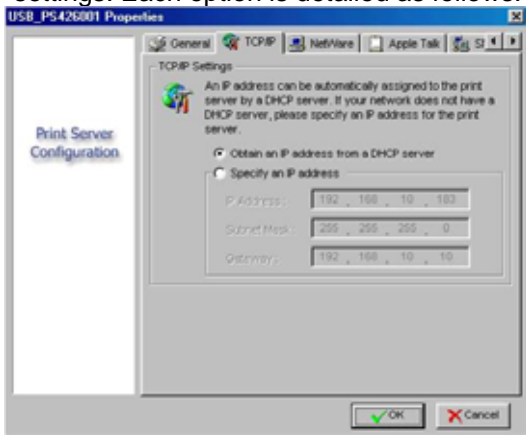 settings. Each option is detailed as follows.
USB_PS426001 Properties
General TCP/IP NetWare Apple Talk
TCP/IP Settings
An IP address can be automatically assigned to the print
server by a DHCP server. If your network does not have a
DHCP server, please specify an IP address for the print
server.
Print Server
Configuration
Obtain an IP address from a DHCP server
Specify an IP address
IP Address: 192 . 168 . 10 . 183
Subnet Mask: 255 . 255 . 255 . 0
Gateway: 192 . 168 . 10 . 10
OK Cancel